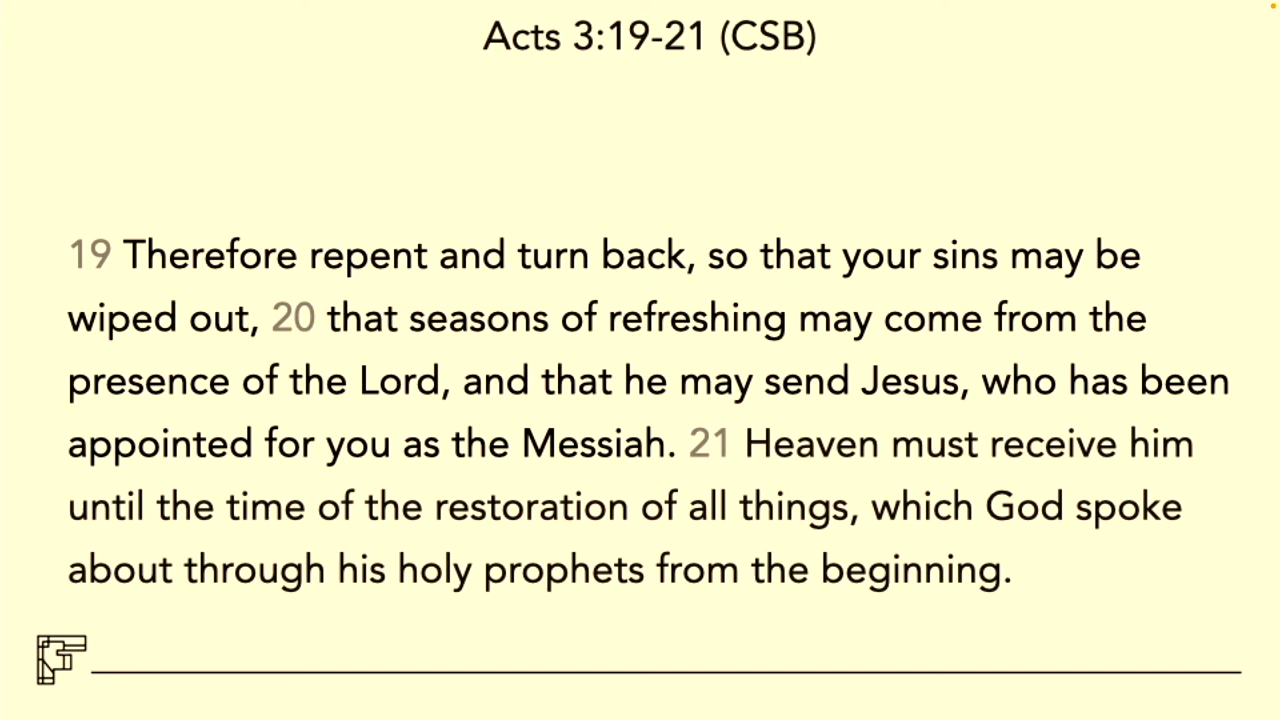 Acts 3:19-21 (CSB)
19 Therefore repent and turn back, so that your sins may be
wiped out, 20 that seasons of refreshing may come from the
presence of the Lord, and that he may send Jesus, who has been
appointed for you as the Messiah. 21 Heaven must receive him
until the time of the restoration of all things, which God spoke
about through his holy prophets from the beginning.